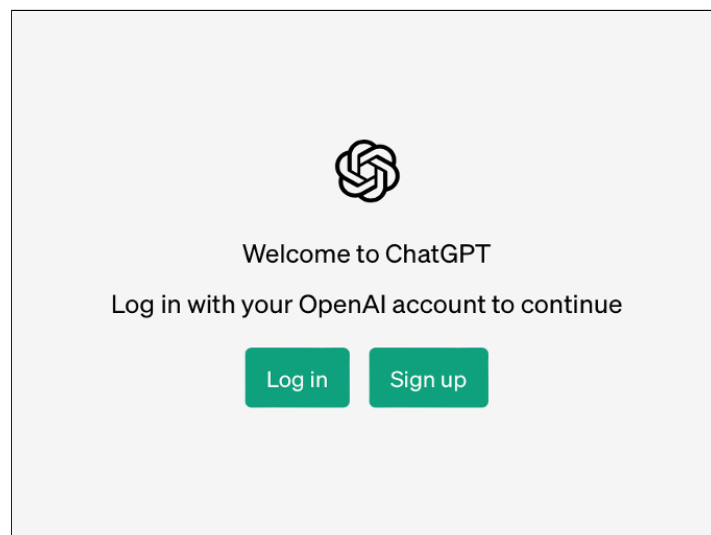 Welcome to ChatGPT
Log in with your OpenAI account to continue
Log in
Sign up